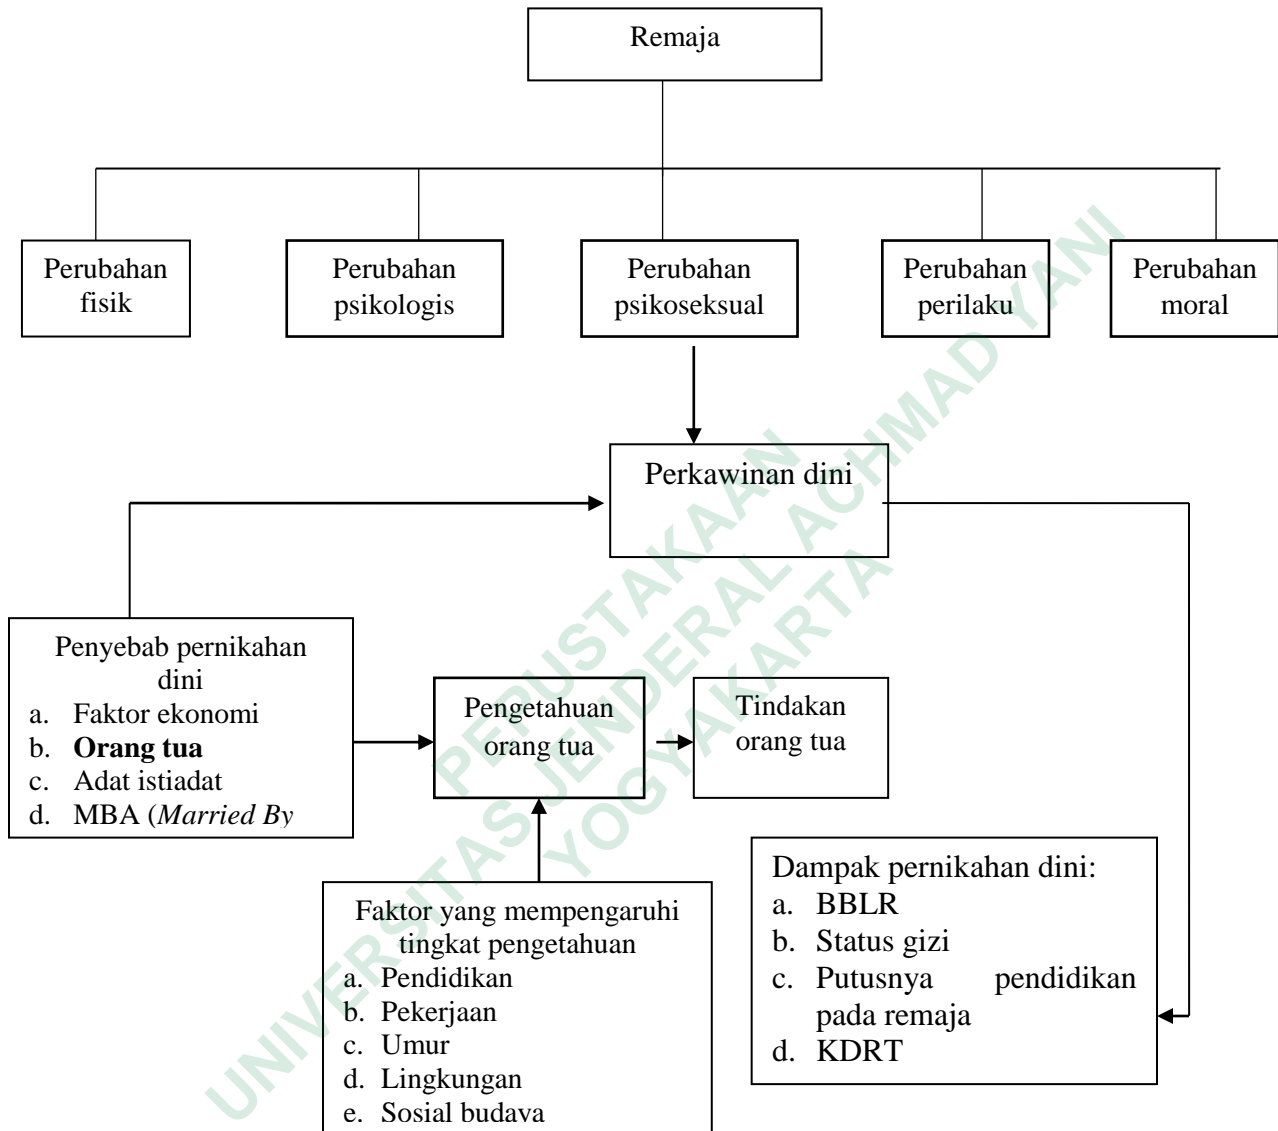 Remaja
Perubahan
fisik
Perubahan
psikologis
Perubahan
psikoseksual
Perubahan
perilaku
Perubahan
moral
Perkawinan dini
Penyebab pernikahan
dini
a. Faktor ekonomi
b. Orang tua
c. Adat istiadat
d. MBA (Married By
Pengetahuan
orang tua
Tindakan
orang tua
Faktor yang mempengaruhi
tingkat pengetahuan
a. Pendidikan
b. Pekerjaan
c. Umur
d. Lingkungan
e. Sosial budaya
Dampak pernikahan dini:
a. BBLR
b. Status gizi
c. Putusnya pendidikan
pada remaja
d. KDRT
PEPUSTAKAAN
UNIVERSITAS JENDERAL ACHMAD YANI
YOGYAKARTA